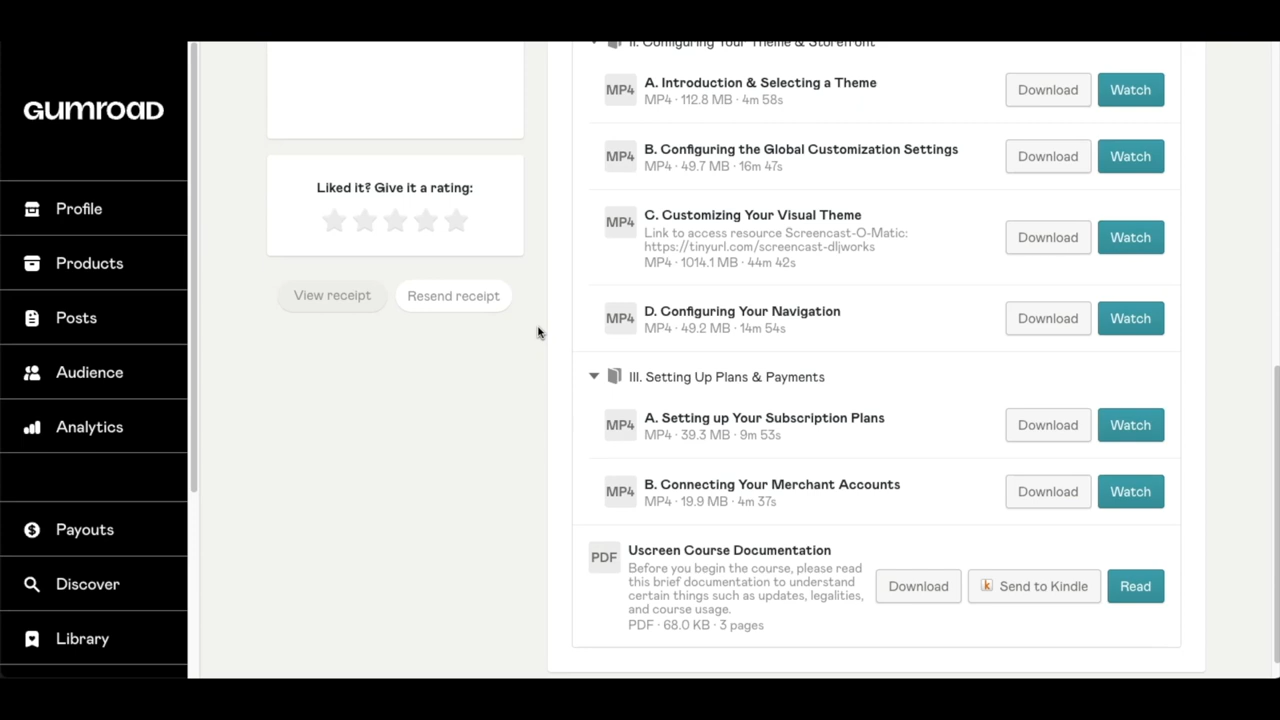 GUMROAD
Profile
Products
Posts
Audience
Analytics
Payouts
Discover
Library
Liked it? Give it a rating:
View receipt
Resend receipt
II. Configuring Your Theme & Storefront
MP4
A. Introduction & Selecting a Theme
MP4 · 112.8 MB · 4m 58s
Download
Watch
MP4
B. Configuring the Global Customization Settings
MP4 · 49.7 MB · 16m 47s
Download
Watch
MP4
C. Customizing Your Visual Theme
Link to access resource Screencast-O-Matic:
https://tinyurl.com/screencast-dljworks
MP4 · 1014.1 MB · 44m 42s
Download
Watch
MP4
D. Configuring Your Navigation
MP4 · 49.2 MB · 14m 54s
Download
Watch
III. Setting Up Plans & Payments
MP4
A. Setting up Your Subscription Plans
MP4 · 39.3 MB · 9m 53s
Download
Watch
MP4
B. Connecting Your Merchant Accounts
MP4 · 19.9 MB · 4m 37s
Download
Watch
PDF
Uscreen Course Documentation
Before you begin the course, please read
this brief documentation to understand
certain things such as updates, legalities,
and course usage.
PDF · 68.0 KB · 3 pages
Download
k Send to Kindle
Read